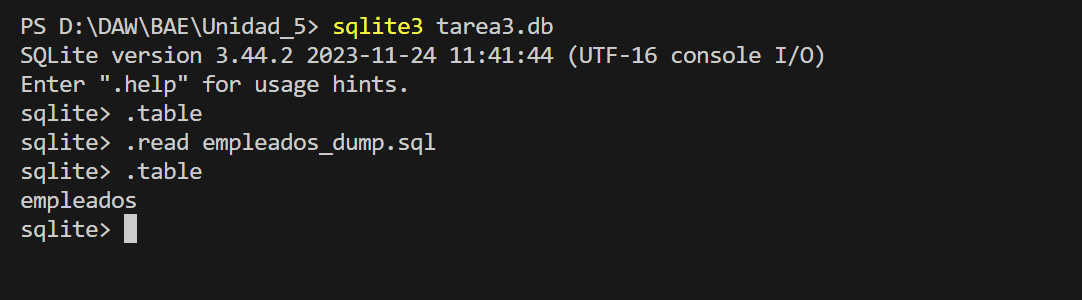 PS D:\DAW\BAE\Unidad_5> sqlite3 tarea3.db
SQLite version 3.44.2 2023-11-24 11:41:44 (UTF-16 console I/O)
Enter ".help" for usage hints.
sqlite> .table
sqlite> .read empleados_dump.sql
sqlite> .table
empleados
sqlite>